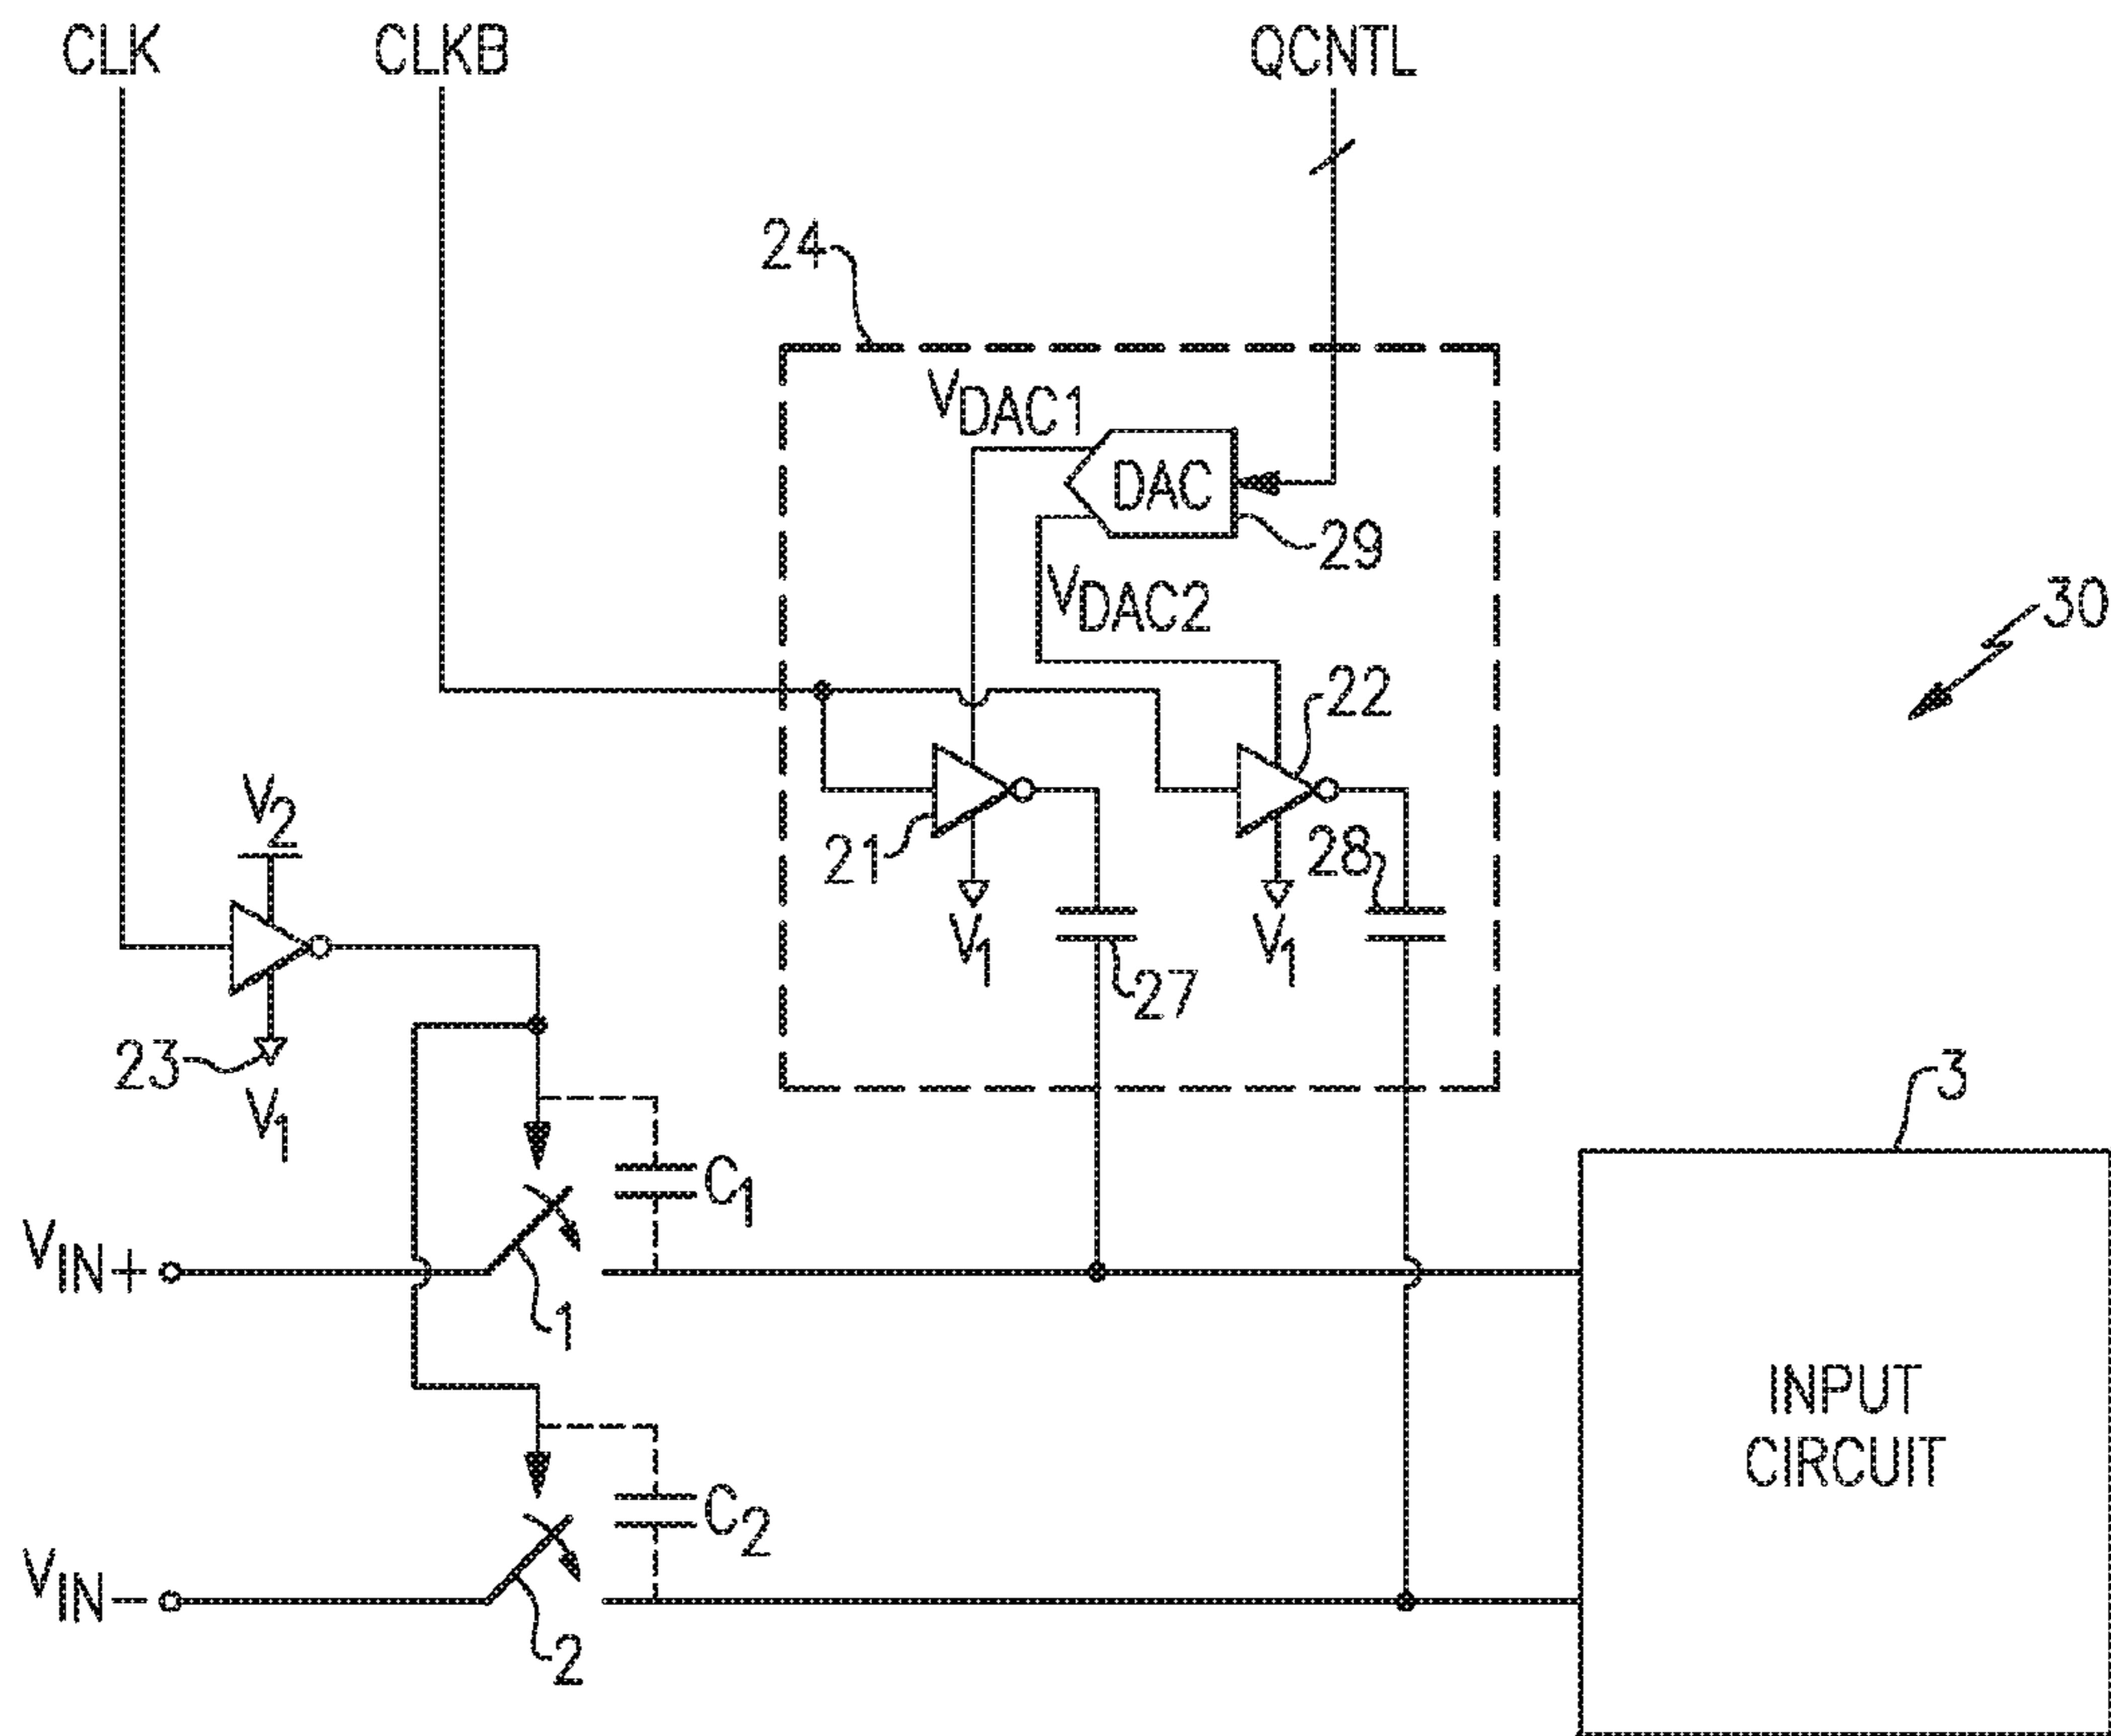 CLK CLKB QCNTL
24
VDAC1
DAC
29
VDAC2
30
22
V2
21
28
V1 V1
27
23
V1
3
C1
VIN+
1
INPUT
CIRCUIT
C2
VIN-
2